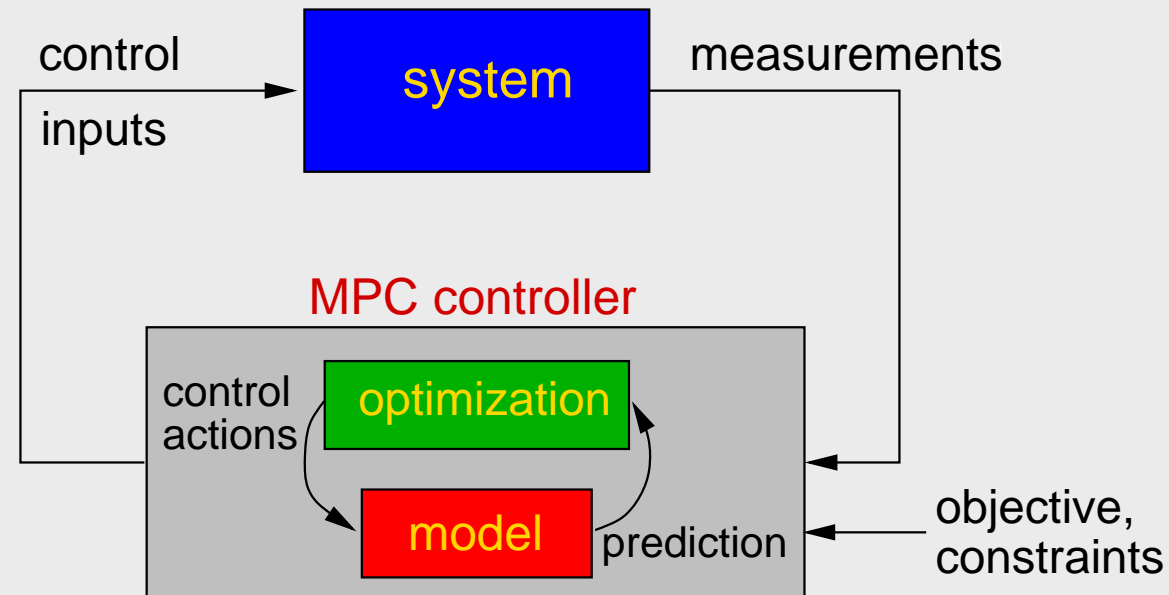 control
inputs
system
measurements
MPC controller
control
actions
optimization
model
prediction
objective,
constraints